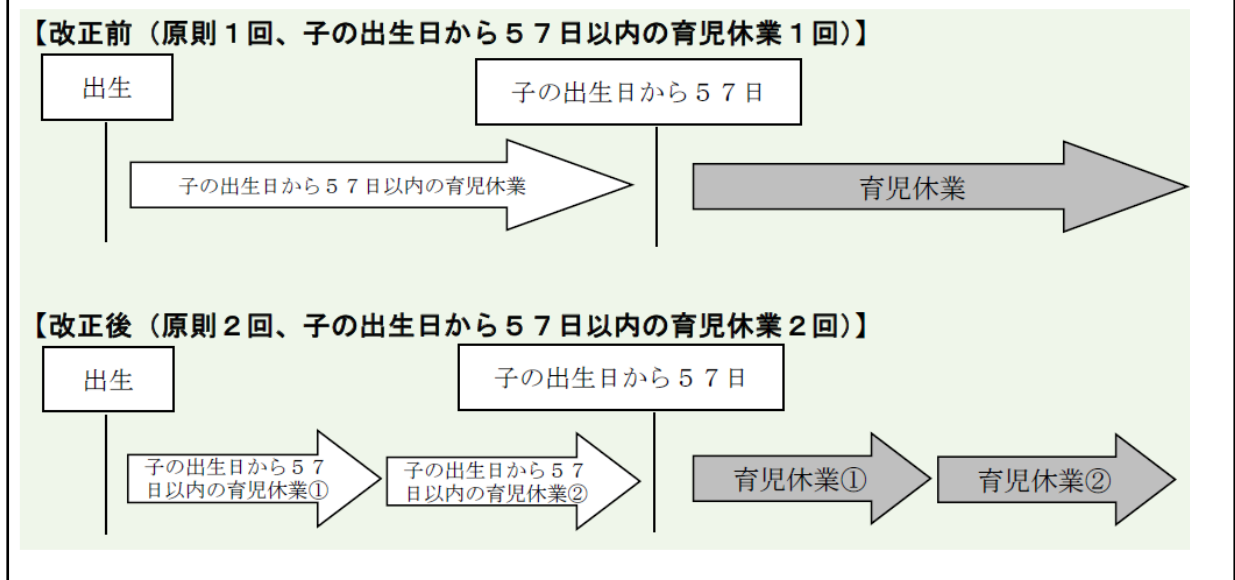 【改正前（原則１回、子の出生日から５７日以内の育児休業１回）】
出生
子の出生日から５７日
子の出生日から５７日以内の育児休業
育児休業
【改正後（原則２回、子の出生日から５７日以内の育児休業２回）】
出生
子の出生日から５７日
子の出生日から５７
日以内の育児休業①
子の出生日から５７
日以内の育児休業②
育児休業①
育児休業②